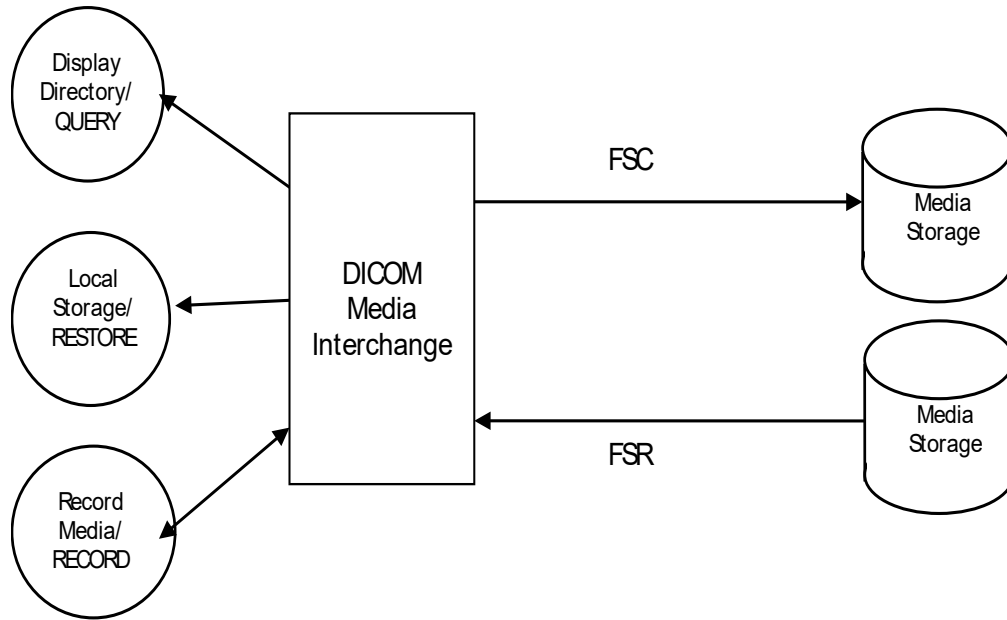 Display
Directory/
QUERY
Local
Storage/
RESTORE
Record
Media/
RECORD
DICOM
Media
Interchange
FSC
FSR
Media
Storage
Media
Storage